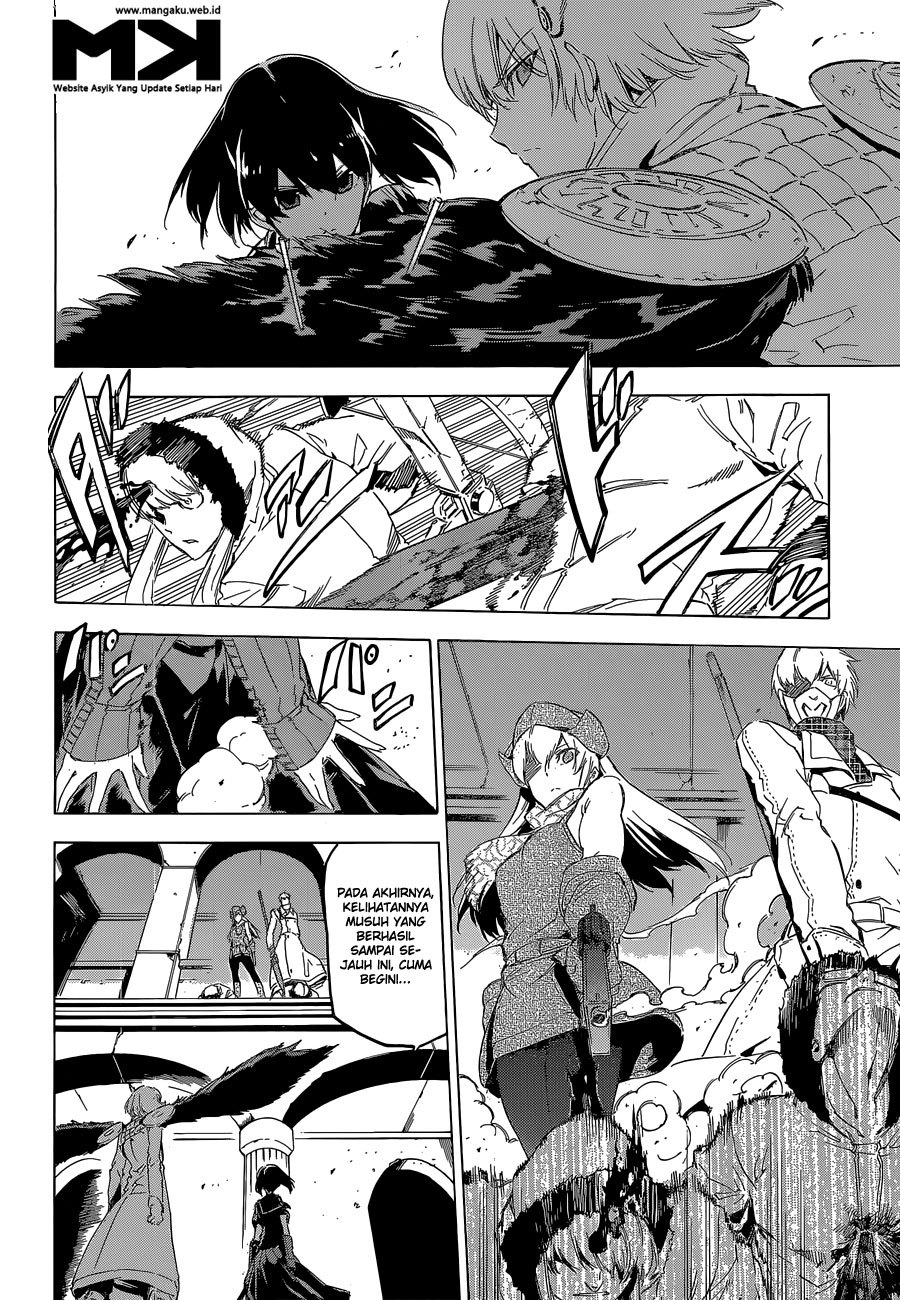 www.mangaku.web.id
MK
Website Asyik Yang Update Setiap Hari
PADA AKHIRNYA,
KELIHATANNYA
MUSUH YANG
BERHASIL
SAMPAI SE-
JAUH INI, CUMA
BEGINI...